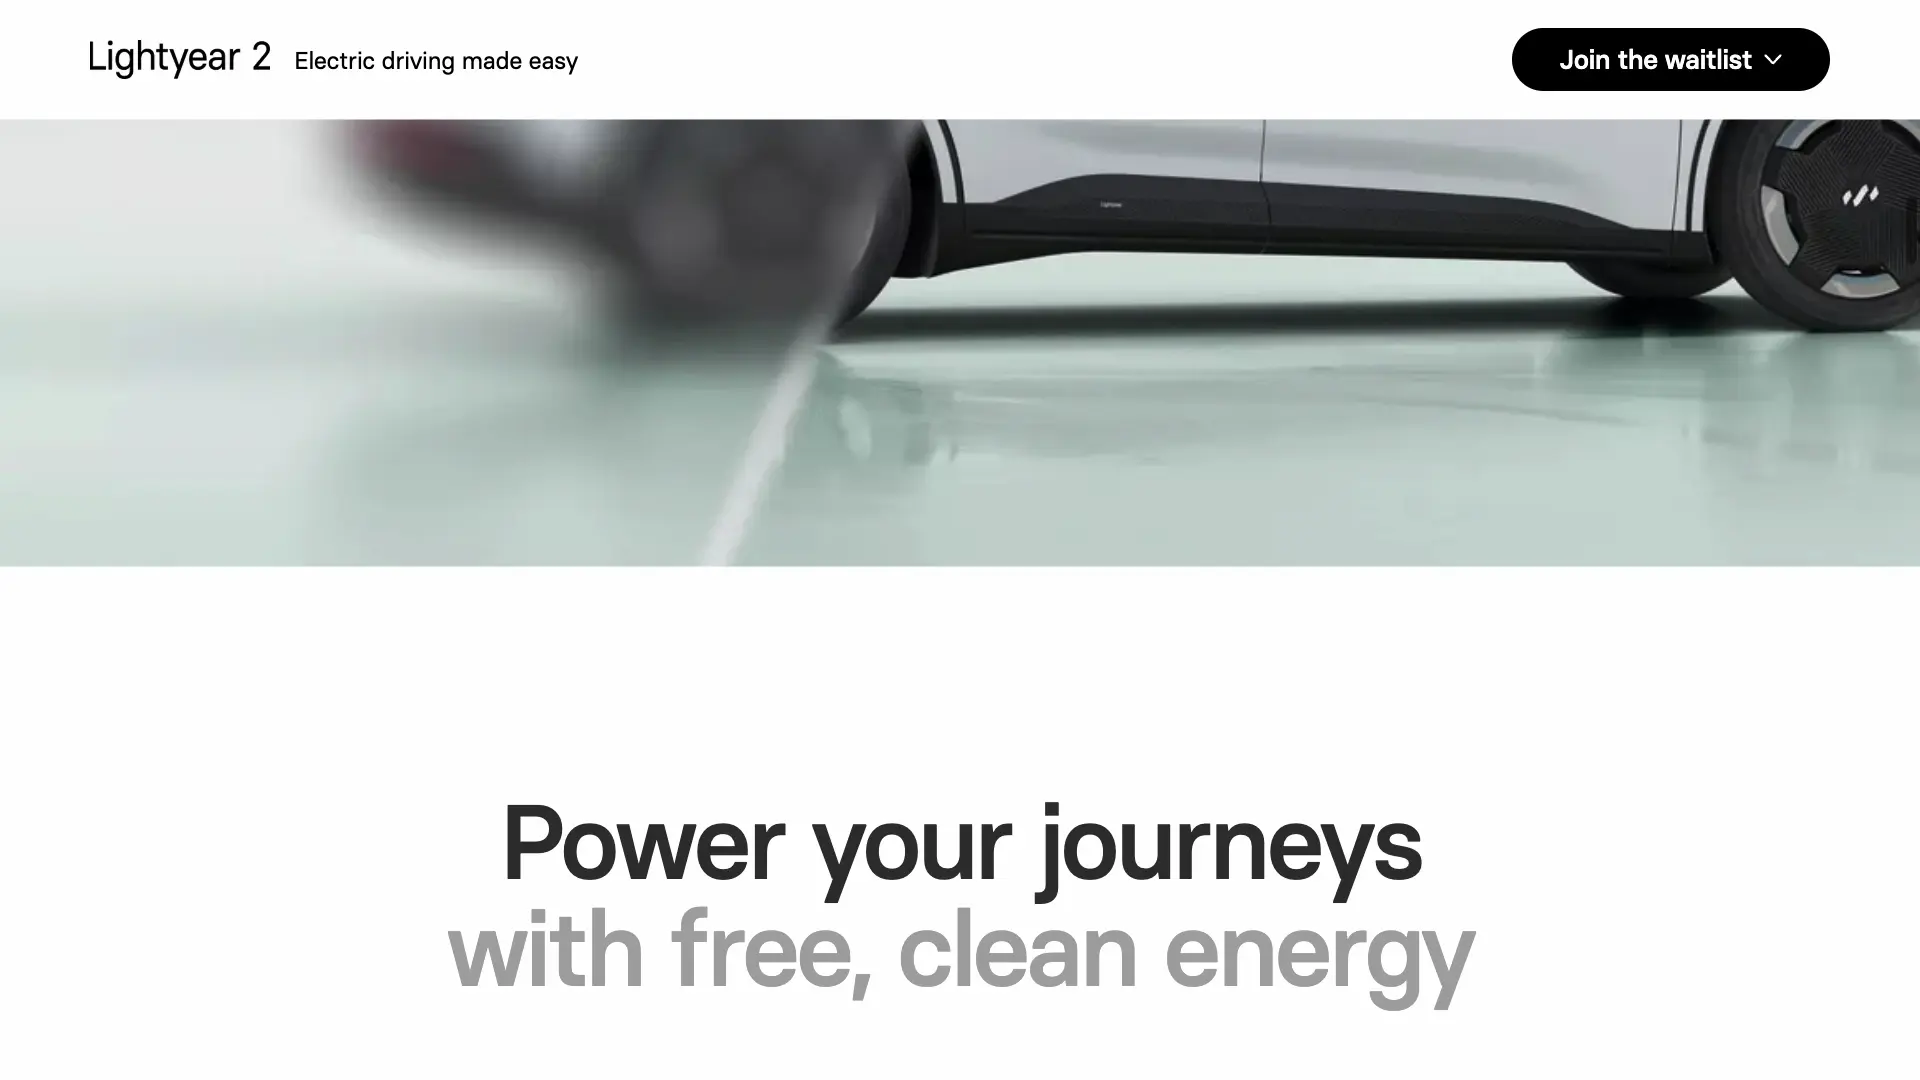 Lightyear 2 Electric driving made easy
Join the waitlist
Power your journeys
with free, clean energy